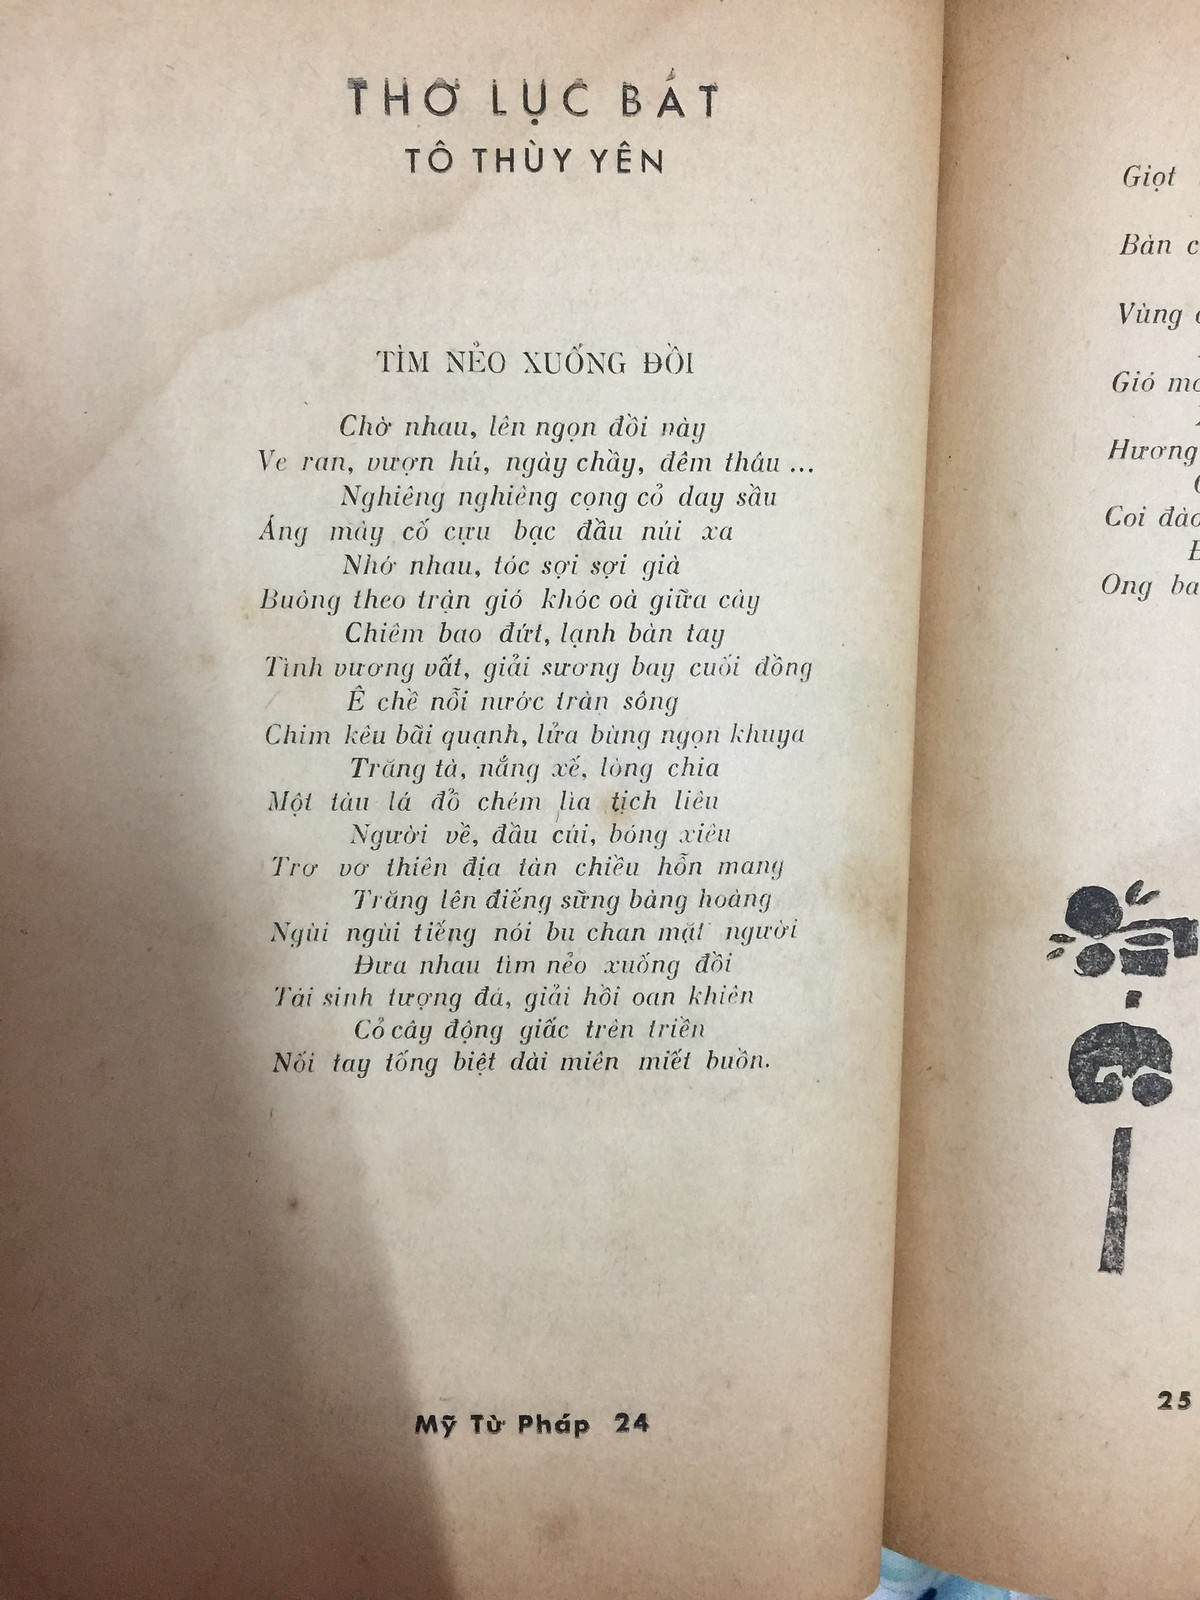 THƠ LỤC BÁT
TÔ THÙY YÊN
TÌM NẺO XUỐNG ĐỒI
Chờ nhau, lên ngọn đồi này
Ve ran, vượn hú, ngày chầy, đêm thâu ...
Nghiêng nghiêng cọng cỏ day sầu
Áng mây cố cựu bạc đầu núi xa
Nhớ nhau, tóc sợi sợi già
Buông theo trận gió khóc oà giữa cây
Chiêm bao đứt, lạnh bàn tay
Tình vương vất, giải sương bay cuối đồng
Ê chề nỗi nước tràn sông
Chim kêu bãi quạnh, lửa bùng ngọn khuya
Trăng tà, nắng xế, lòng chia
Một tàu lá đổ chém lìa tịch liêu
Người về, đầu cúi, bóng xiêu
Trơ vơ thiên địa tàn chiều hỗn mang
Trăng lên điếng sững bàng hoàng
Ngùi ngùi tiếng nói bu chan mặt người
Đưa nhau tìm nẻo xuống đồi
Tái sinh tượng đá, giải hồi oan khiên
Cỏ cây động giấc trên triền
Nối tay tống biệt dài miên miết buồn.
Mỹ Từ Pháp 24
Giọt
Bàn
Vùng
Gió
Hương
Coi đào
Ong
25